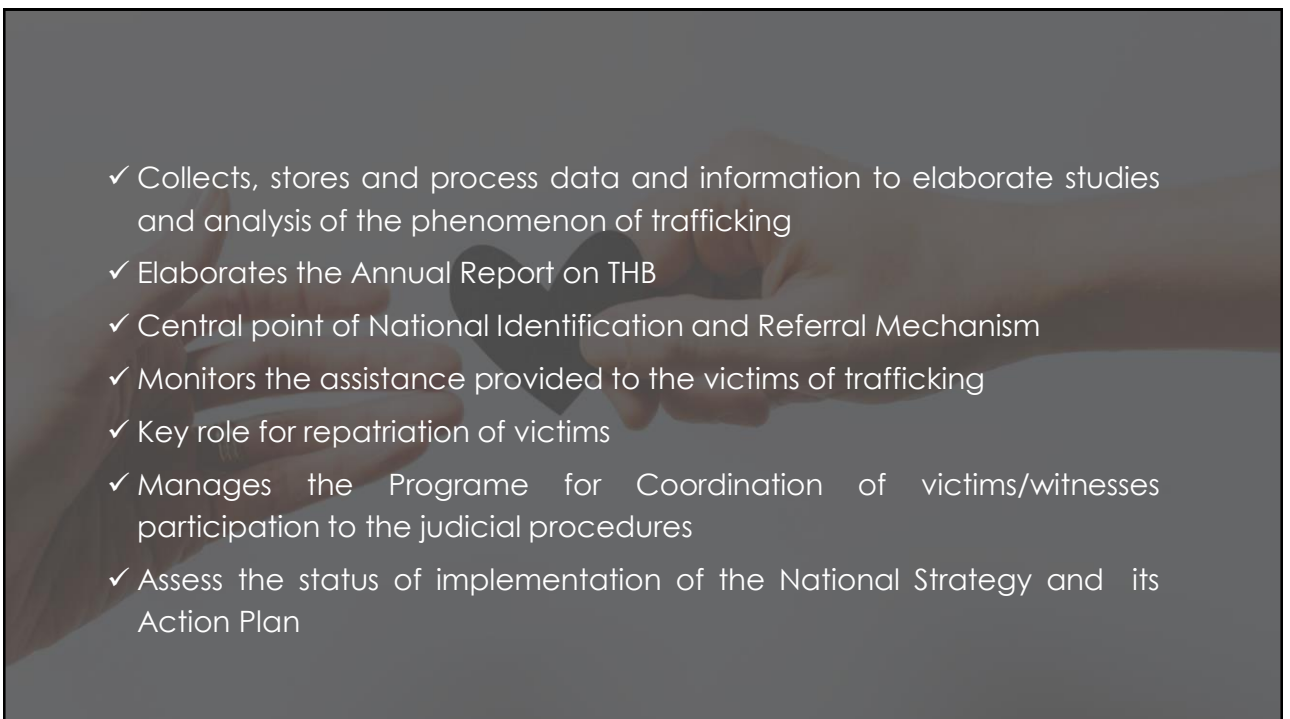 ✓ Collects, stores and process data and information to elaborate studies
and analysis of the phenomenon of trafficking
✓ Elaborates the Annual Report on THB
✓ Central point of National Identification and Referral Mechanism
✓ Monitors the assistance provided to the victims of trafficking
✓ Key role for repatriation of victims
✓ Manages the Programe for Coordination of victims/witnesses
participation to the judicial procedures
✓ Assess the status of implementation of the National Strategy and its
Action Plan